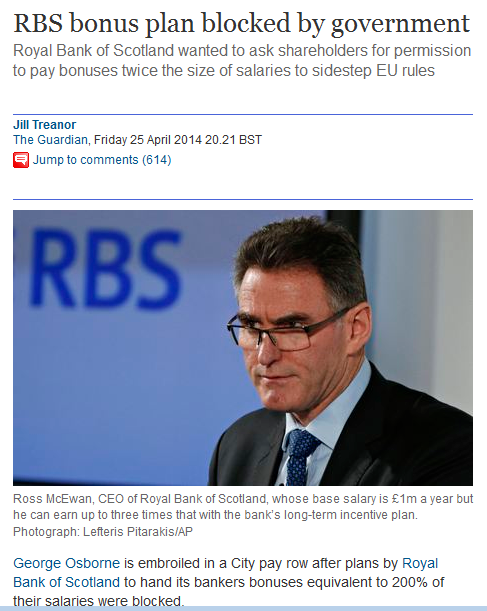 RBS bonus plan blocked by government
Royal Bank of Scotland wanted to ask shareholders for permission
to pay bonuses twice the size of salaries to sidestep EU rules
Jill Treanor
The Guardian, Friday 25 April 2014 20.21 BST
Jump to comments (614)
RBS
Ross McEwan, CEO of Royal Bank of Scotland, whose base salary is £1m a year but
he can earn up to three times that with the bank's long-term incentive plan.
Photograph: Lefteris Pitarakis/AP
George Osborne is embroiled in a City pay row after plans by Royal
Bank of Scotland to hand its bankers bonuses equivalent to 200% of
their salaries were blocked.